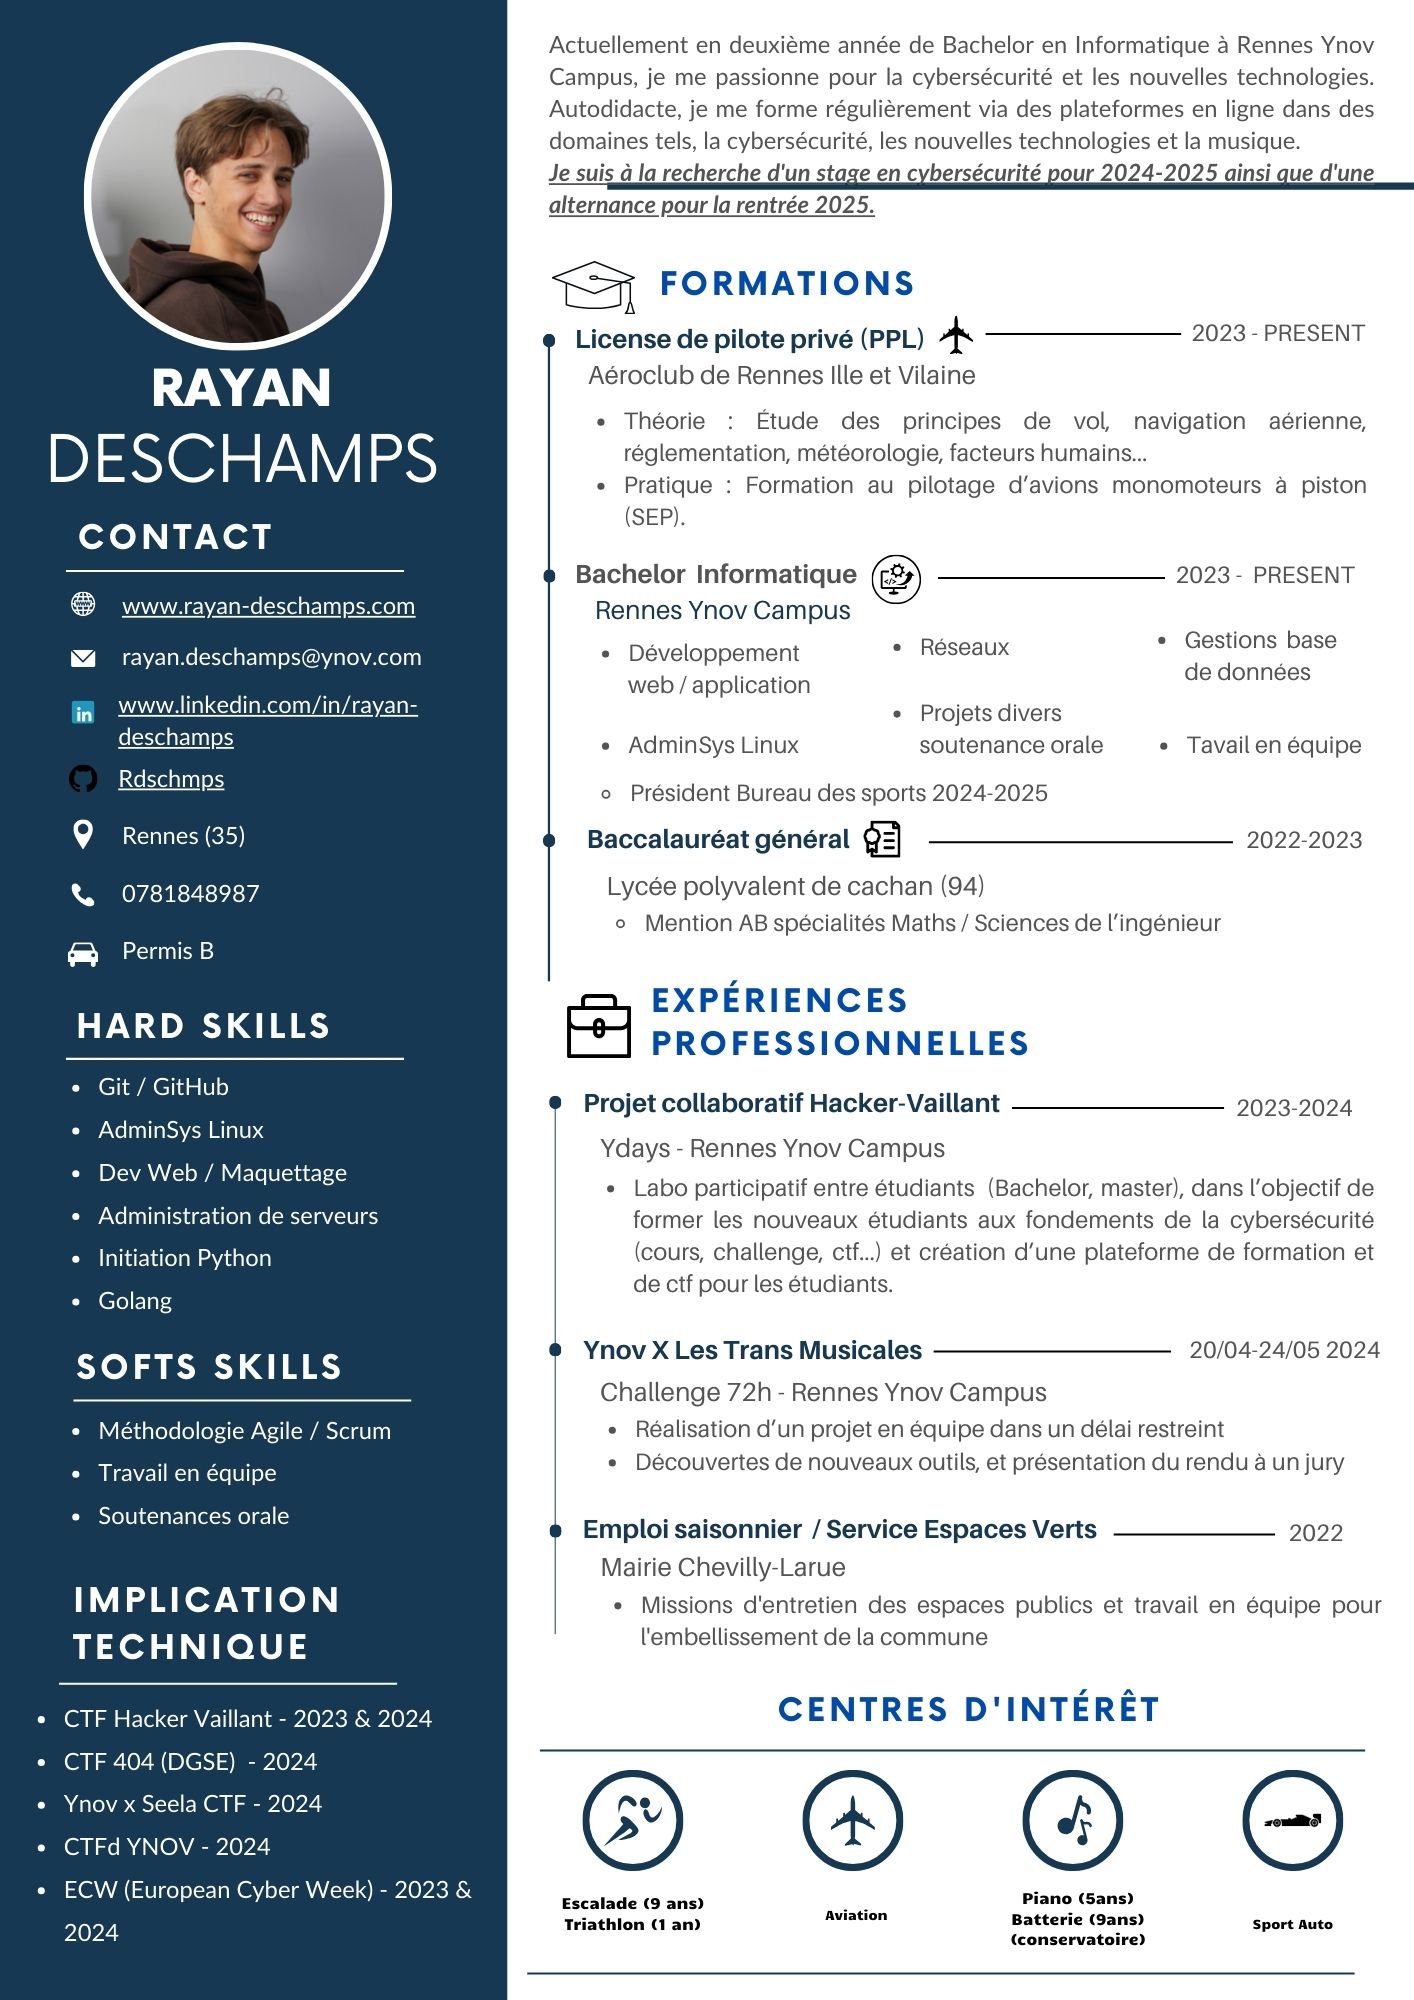 RAYAN
DESCHAMPS
CONTACT
www.rayan-deschamps.com
rayan.deschamps@ynov.com
in
www.linkedin.com/in/rayan-
deschamps
Rdschmps
Rennes (35)
0781848987
Permis B
HARD SKILLS
• Git / GitHub
• AdminSys Linux
• Dev Web / Maquettage
• Administration de serveurs
• Initiation Python
• Golang
SOFTS SKILLS
• Méthodologie Agile / Scrum
• Travail en équipe
• Soutenances orale
IMPLICATION
TECHNIQUE
• CTF Hacker Vaillant - 2023 & 2024
• CTF 404 (DGSE)  - 2024
• Ynov x Seela CTF - 2024
• CTFd YNOV - 2024
• ECW (European Cyber Week) - 2023 &
2024
Actuellement en deuxième année de Bachelor en Informatique à Rennes Ynov
Campus, je me passionne pour la cybersécurité et les nouvelles technologies.
Autodidacte, je me forme régulièrement via des plateformes en ligne dans des
domaines tels, la cybersécurité, les nouvelles technologies et la musique.
Je suis à la recherche d'un stage en cybersécurité pour 2024-2025 ainsi que d'une
alternance pour la rentrée 2025.
FORMATIONS
License de pilote privé (PPL) 2023 - PRESENT
Aéroclub de Rennes Ille et Vilaine
• Théorie : Étude des principes de vol, navigation aérienne,
réglementation, météorologie, facteurs humains...
• Pratique : Formation au pilotage d’avions monomoteurs à piston
(SEP).
Bachelor  Informatique </> 2023 -  PRESENT
Rennes Ynov Campus
• Développement
web / application
• Réseaux
• Gestions  base
de données
• AdminSys Linux
• Projets divers
soutenance orale
• Tavail en équipe
◦ Président Bureau des sports 2024-2025
Baccalauréat général 2022-2023
Lycée polyvalent de cachan (94)
◦ Mention AB spécialités Maths / Sciences de l’ingénieur
EXPÉRIENCES
PROFESSIONNELLES
Projet collaboratif Hacker-Vaillant 2023-2024
Ydays - Rennes Ynov Campus
• Labo participatif entre étudiants  (Bachelor, master), dans l’objectif de
former les nouveaux étudiants aux fondements de la cybersécurité
(cours, challenge, ctf...) et création d’une plateforme de formation et
de ctf pour les étudiants.
Ynov X Les Trans Musicales 20/04-24/05 2024
Challenge 72h - Rennes Ynov Campus
• Réalisation d’un projet en équipe dans un délai restreint
• Découvertes de nouveaux outils, et présentation du rendu à un jury
Emploi saisonnier  / Service Espaces Verts 2022
Mairie Chevilly-Larue
• Missions d'entretien des espaces publics et travail en équipe pour
l'embellissement de la commune
CENTRES D'INTÉRÊT
Escalade (9 ans)
Triathlon (1 an)
Aviation
Piano (5ans)
Batterie (9ans)
(conservatoire)
Sport Auto